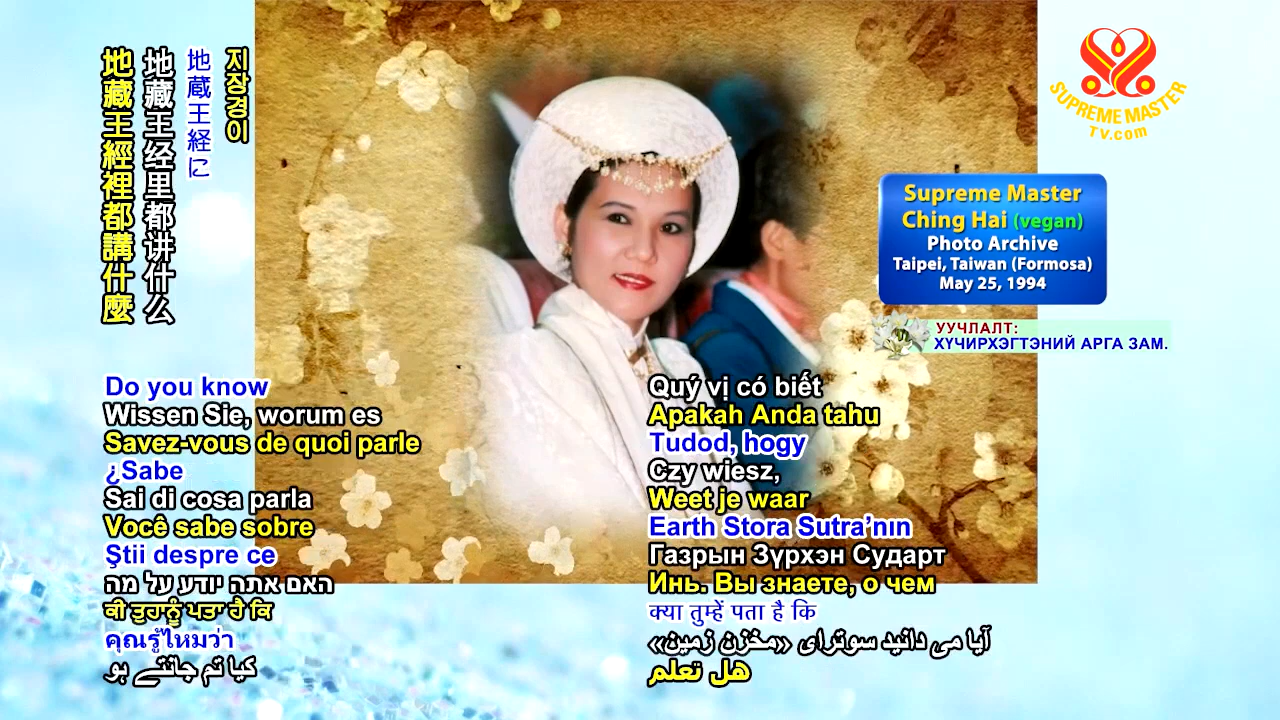 지장경이
地蔵王経に
地藏王经里都讲什么
地藏王經裡都講什麼
SUPREME MASTER
TV.com
Supreme Master
Ching Hai (vegan)
Photo Archive
Taipei, Taiwan (Formosa)
May 25, 1994
УУЧЛАЛТ:
ХҮЧИРХЭГТЭНИЙ АРГА ЗАМ.
Do you know
Wissen Sie, worum es
Savez-vous de quoi parle
¿Sabe
Sai di cosa parla
Você sabe sobre
Ştii despre ce
האם אתה יודע על מה
ਕੀ ਤੁਹਾਨੂੰ ਪਤਾ ਹੈ ਕਿ
คุณรู้ไหมว่า
کیا تم جانتے ہو
Quý vị có biết
Apakah Anda tahu
Tudod, hogy
Czy wiesz,
Weet je waar
Earth Stora Sutra’nın
Газрын Зүрхэн Сударт
Инь. Вы знаете, о чем
क्या तुम्हें पता है कि
آیا می دانید سوترای «مخزن زمین»
هل تعلم